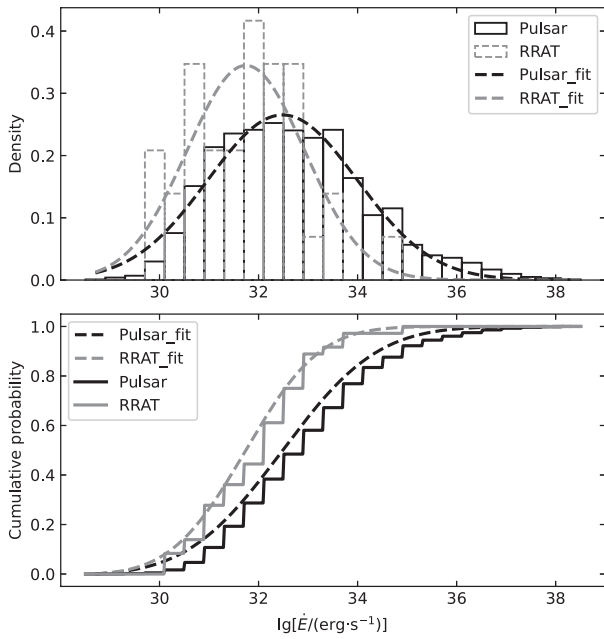 0.4
0.3
0.2
0.1
0.0
Density
Pulsar
RRAT
Pulsar_fit
RRAT_fit
30 32 34 36 38
1.0
0.8
0.6
0.4
0.2
0.0
Cumulative probability
Pulsar_fit
RRAT_fit
Pulsar
RRAT
30 32 34 36 38
lg[Ė/(erg·s⁻¹)]